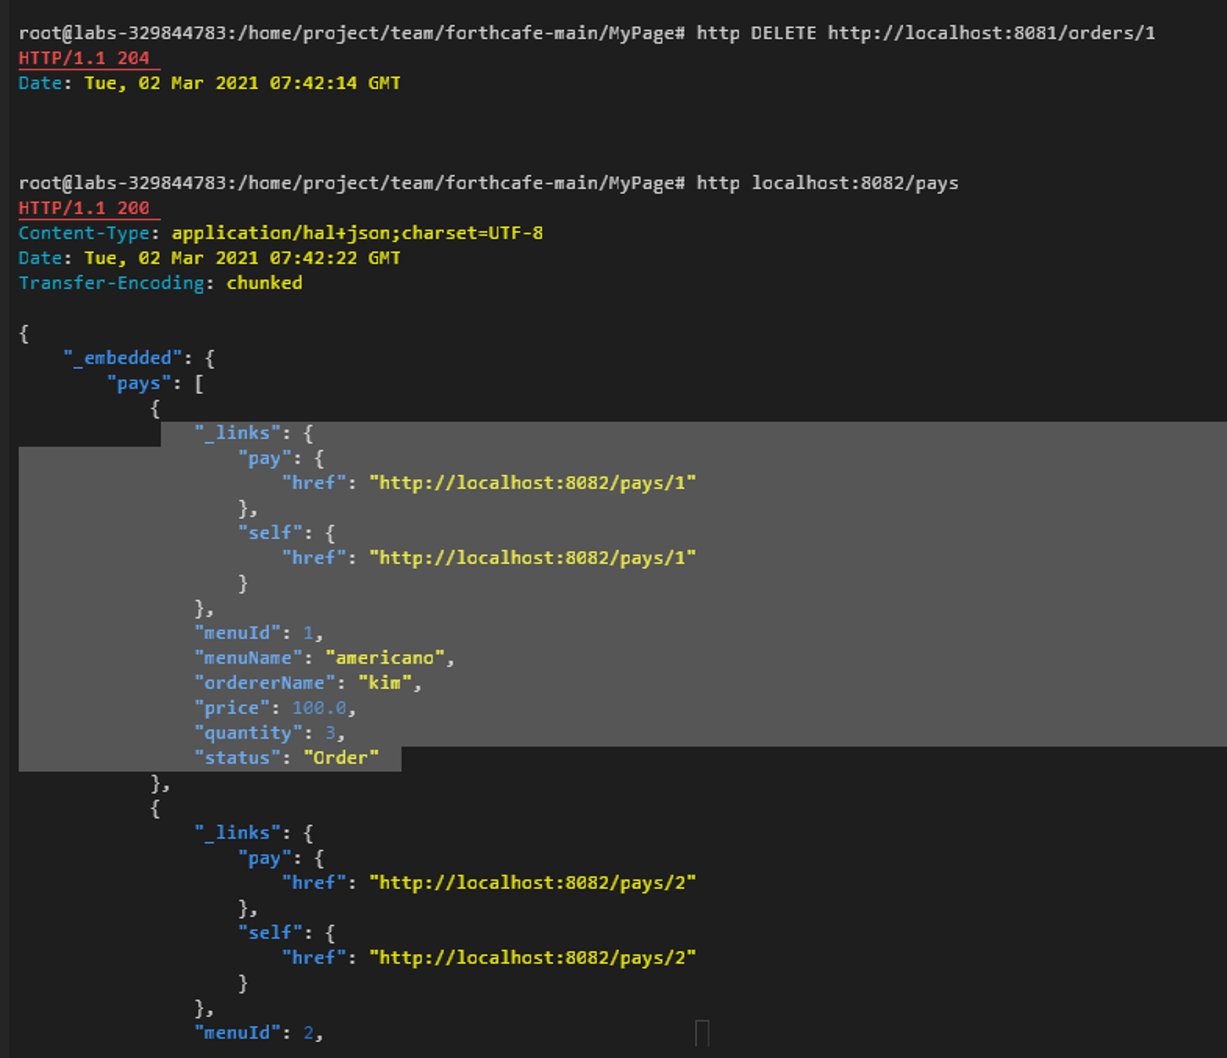 root@labs-329844783:/home/project/team/forthcafe-main/MyPage# http DELETE http://localhost:8081/orders/1
HTTP/1.1 204
Date: Tue, 02 Mar 2021 07:42:14 GMT
root@labs-329844783:/home/project/team/forthcafe-main/MyPage# http localhost:8082/pays
HTTP/1.1 200
Content-Type: application/hal+json;charset=UTF-8
Date: Tue, 02 Mar 2021 07:42:22 GMT
Transfer-Encoding: chunked
{
    "_embedded": {
        "pays": [
            {
                "_links": {
                    "pay": {
                        "href": "http://localhost:8082/pays/1"
                    },
                    "self": {
                        "href": "http://localhost:8082/pays/1"
                    }
                },
                "menuId": 1,
                "menuName": "americano",
                "ordererName": "kim",
                "price": 100.0,
                "quantity": 3,
                "status": "Order"
            },
            {
                "_links": {
                    "pay": {
                        "href": "http://localhost:8082/pays/2"
                    },
                    "self": {
                        "href": "http://localhost:8082/pays/2"
                    }
                },
                "menuId": 2,